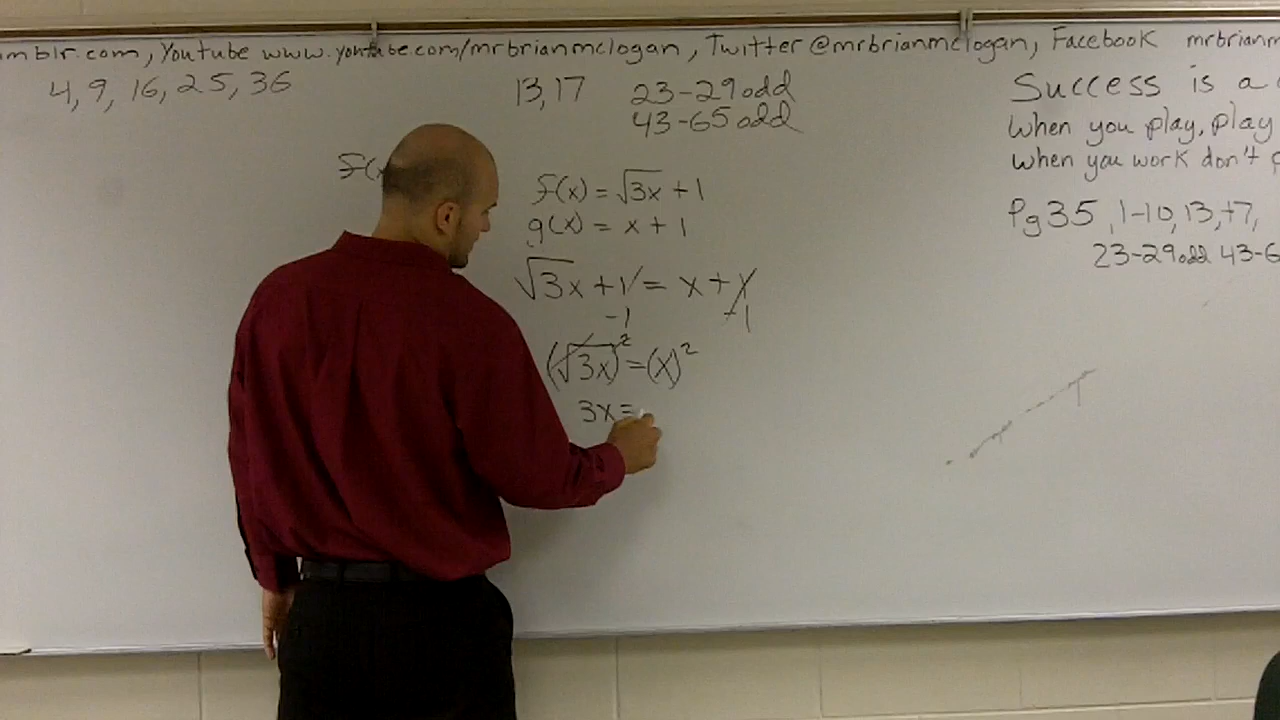 mblr.com, Youtube www.youtube.com/mrbrianmclogan, Twitter @mrbrianmclogan, Facebook mrbrianm
4, 9, 16, 25, 36
13, 17 23-29 odd
43-65 odd
Success is a
When you play, play
when you work don't
Pg 35, 1-10, 13, 17,
23-29 odd 43-6
f(x
f(x) = √3x + 1
g(x) = x + 1
√3x + 1 = x + 1
-1 -1
(√3x)² = (x)²
3x =